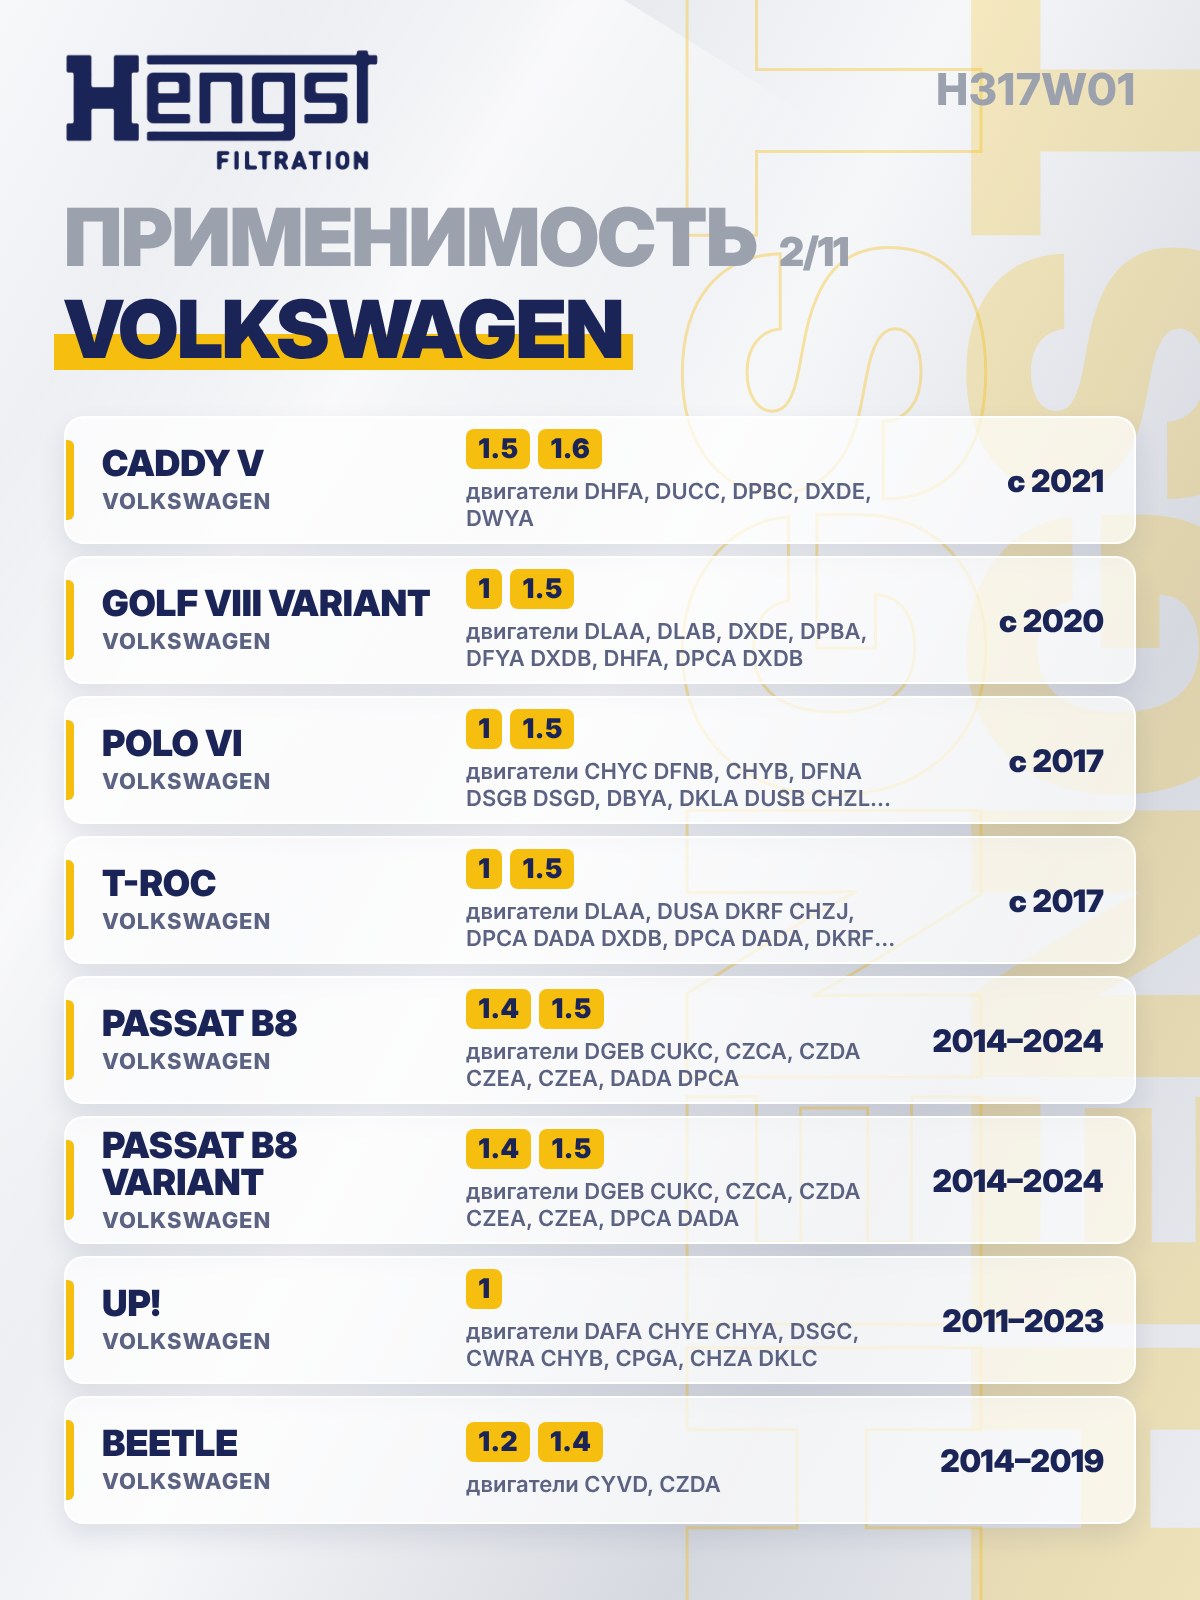 Hengst
FILTRATION
H317W01
ПРИМЕНИМОСТЬ 2/11
VOLKSWAGEN
CADDY V
VOLKSWAGEN
1.5 1.6
двигатели DHFA, DUCC, DPBC, DXDE,
DWYA
с 2021
GOLF VIII VARIANT
VOLKSWAGEN
1 1.5
двигатели DLAA, DLAB, DXDE, DPBA,
DFYA DXDB, DHFA, DPCA DXDB
с 2020
POLO VI
VOLKSWAGEN
1 1.5
двигатели CHYC DFNB, CHYB, DFNA
DSGB DSGD, DBYA, DKLA DUSB CHZL...
с 2017
T-ROC
VOLKSWAGEN
1 1.5
двигатели DLAA, DUSA DKRF CHZJ,
DPCA DADA DXDB, DPCA DADA, DKRF...
с 2017
PASSAT B8
VOLKSWAGEN
1.4 1.5
двигатели DGEB CUKC, CZCA, CZDA
CZEA, CZEA, DADA DPCA
2014–2024
PASSAT B8
VARIANT
VOLKSWAGEN
1.4 1.5
двигатели DGEB CUKC, CZCA, CZDA
CZEA, CZEA, DPCA DADA
2014–2024
UP!
VOLKSWAGEN
1
двигатели DAFA CHYE CHYA, DSGC,
CWRA CHYB, CPGA, CHZA DKLC
2011–2023
BEETLE
VOLKSWAGEN
1.2 1.4
двигатели CYVD, CZDA
2014–2019
HENGST
HENGST